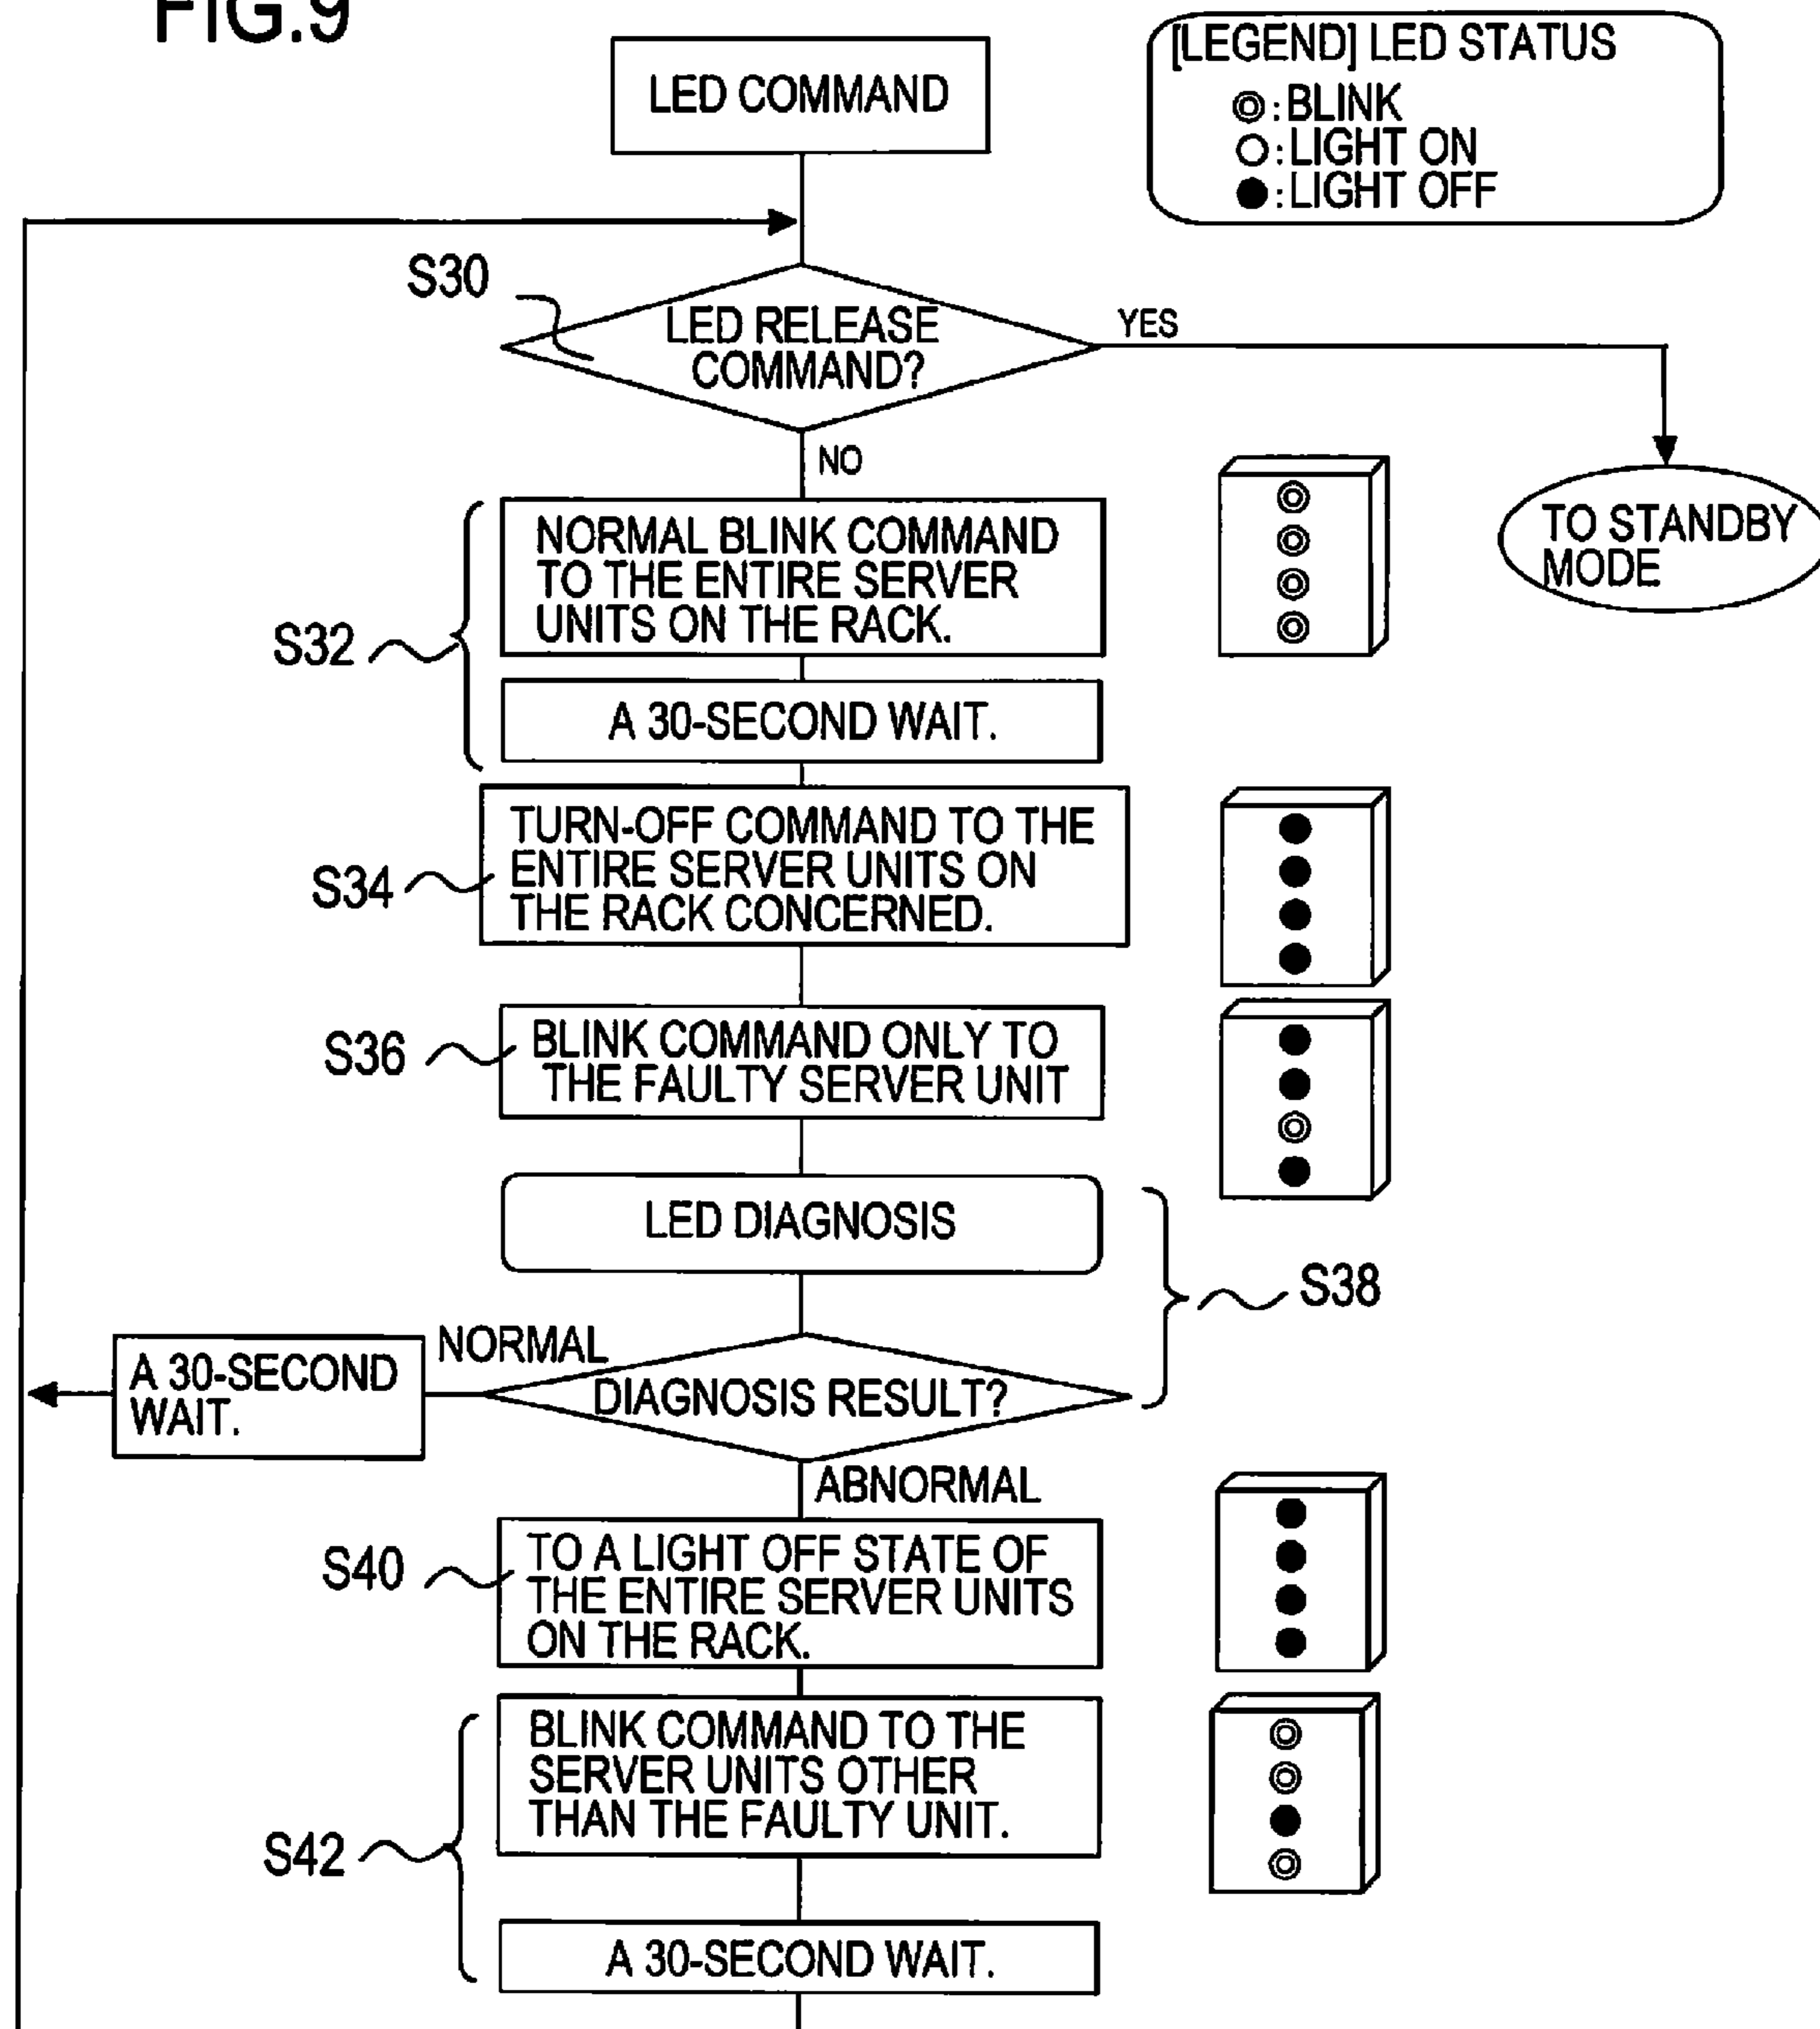 FIG.9
[LEGEND] LED STATUS
◎: BLINK
○: LIGHT ON
●: LIGHT OFF
LED COMMAND
S30
LED RELEASE
COMMAND?
YES
NO
TO STANDBY
MODE
S32
NORMAL BLINK COMMAND
TO THE ENTIRE SERVER
UNITS ON THE RACK.
A 30-SECOND WAIT.
S34
TURN-OFF COMMAND TO THE
ENTIRE SERVER UNITS ON
THE RACK CONCERNED.
S36
BLINK COMMAND ONLY TO
THE FAULTY SERVER UNIT
LED DIAGNOSIS
S38
NORMAL
A 30-SECOND
WAIT.
DIAGNOSIS RESULT?
ABNORMAL
S40
TO A LIGHT OFF STATE OF
THE ENTIRE SERVER UNITS
ON THE RACK.
S42
BLINK COMMAND TO THE
SERVER UNITS OTHER
THAN THE FAULTY UNIT.
A 30-SECOND WAIT.